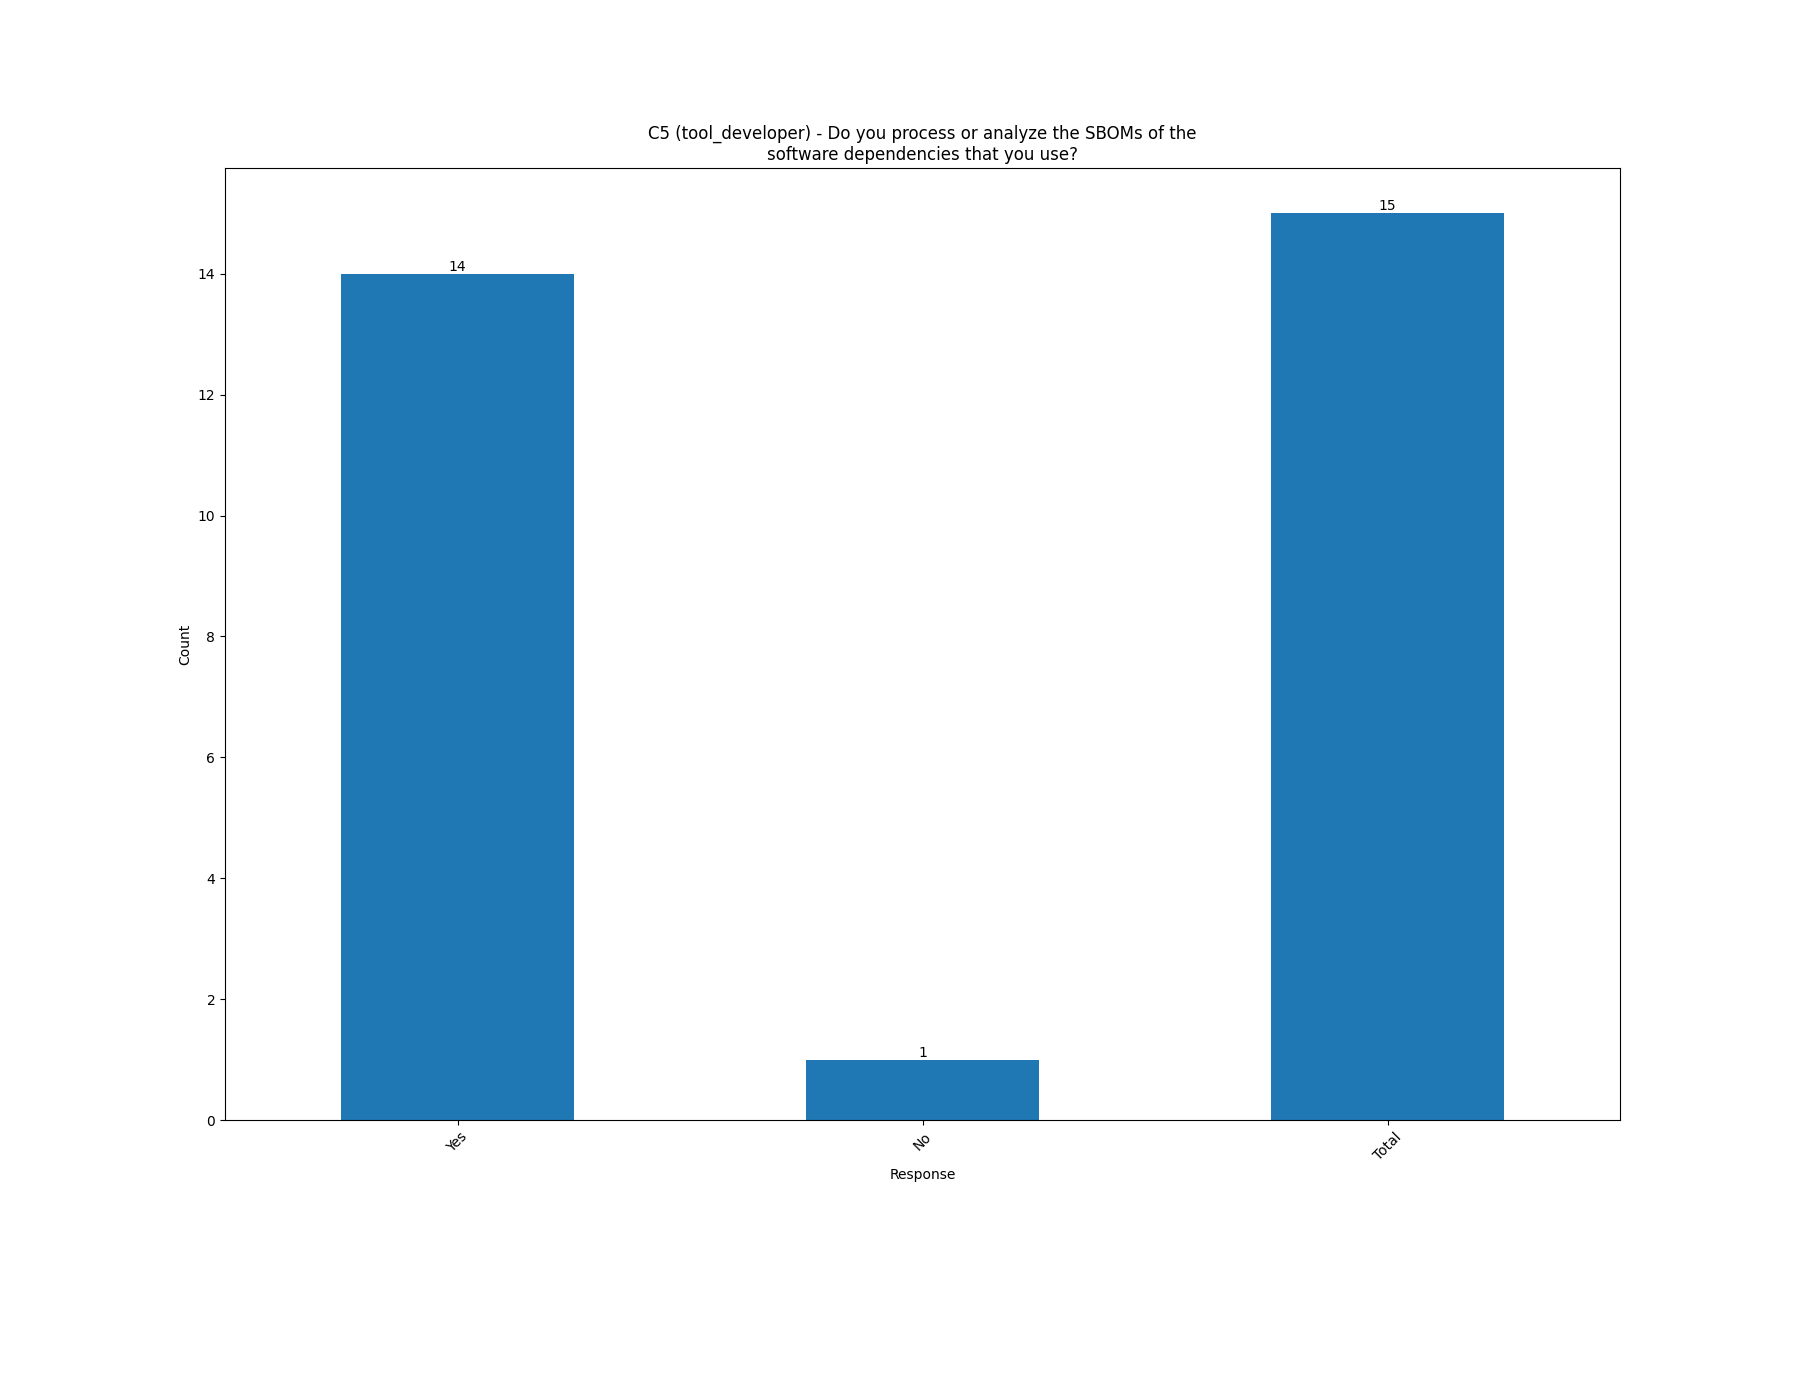 C5 (tool_developer) - Do you process or analyze the SBOMs of the
software dependencies that you use?
15
14
14
12
10
Count
8
6
4
2
1
0
Yes
No
Total
Response